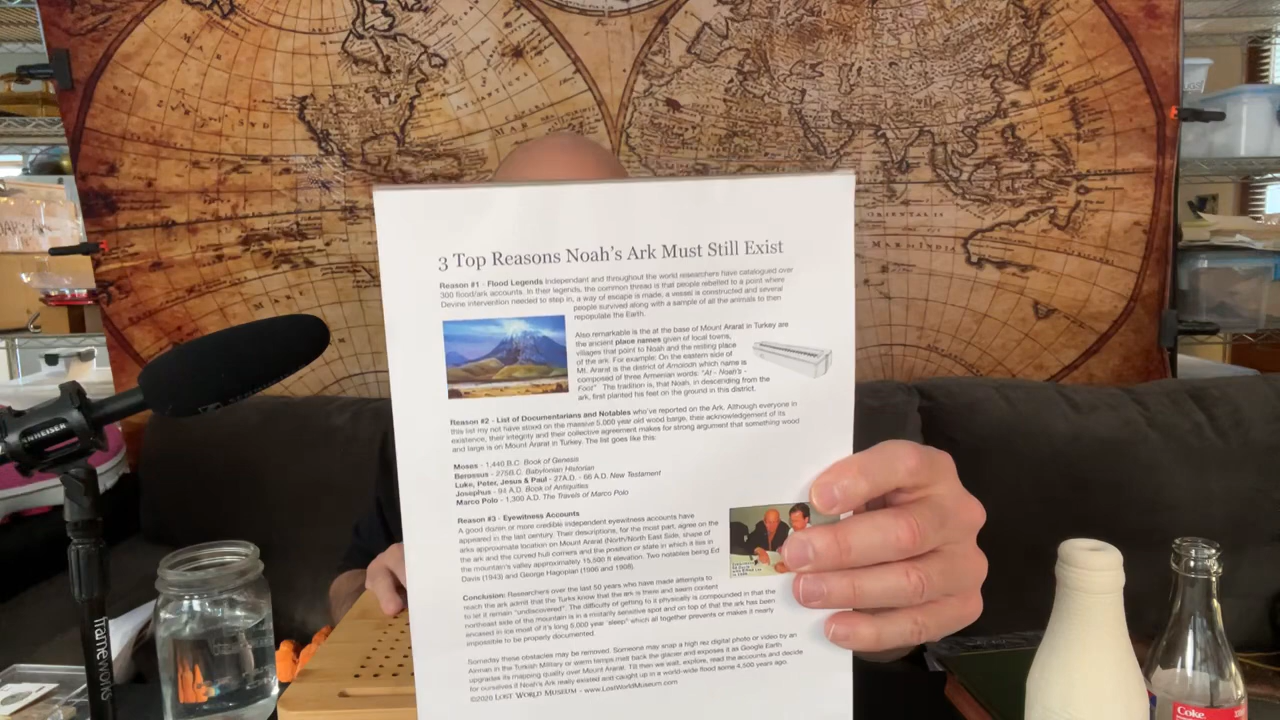 3 Top Reasons Noah's Ark Must Still Exist
Reason #1 - Flood Legends Independant and throughout the world researchers have catalogued over
300 flood/ark accounts. In their legends, the common thread is that people rebelled to a point where
Devine intervention needed to step in, a way of escape is made, a vessel is constructed and several
people survived along with a sample of all the animals to then
repopulate the Earth.
Also remarkable is the at the base of Mount Ararat in Turkey are
the ancient place names given of local towns,
villages that point to Noah and the resting place
of the ark. For example: On the eastern side of
Mt. Ararat is the district of Arnoiodn which name is
composed of three Armenian words: "At - Noah's -
Foot" The tradition is, that Noah, in descending from the
ark, first planted his feet on the ground in this district.
Reason #2 - List of Documentarians and Notables who've reported on the Ark. Although everyone in
this list my not have stood on the massive 5,000 year old wood barge, their acknowledgement of its
existence, their integrity and their collective agreement makes for strong argument that something wood
and large is on Mount Ararat in Turkey. The list goes like this:
Moses - 1,440 B.C. Book of Genesis
Berossus - 275B.C. Babylonian Historian
Luke, Peter, Jesus & Paul - 27A.D. - 66 A.D. New Testament
Josephus - 94 A.D. Book of Antiquities
Marco Polo - 1,300 A.D. The Travels of Marco Polo
Reason #3 - Eyewitness Accounts
A good dozen or more credible independent eyewitness accounts have
appeared in the last century. Their descriptions, for the most part, agree on the
arks approximate location on Mount Ararat (North/North East Side, shape of
the ark and the curved hull corners and the position or state in which it lies in
the mountain's valley approximately 15,500 ft elevation. Two notables being Ed
Davis (1943) and George Hagopian (1906 and 1908).
Conclusion: Researchers over the last 50 years who have made attempts to
reach the ark admit that the Turks know that the ark is there and seem content
to let it remain "undiscovered". The difficulty of getting to it physically is compounded in that the
northeast side of the mountain is in a militarily sensitive spot and on top of that the ark has been
encased in ice most of it's long 5,000 year "sleep" which all together prevents or makes it nearly
impossible to be properly documented.
Someday these obstacles may be removed. Someone may snap a high rez digital photo or video by an
Airman in the Turkish Military or warm temps melt back the glacier and exposes it as Google Earth
upgrades its mapping quality over Mount Ararat. Till then we wait, explore, read the accounts and decide
for ourselves if Noah's Ark really existed and caught up in a world-wide flood some 4,500 years ago.
©2026 LOST WORLD MUSEUM - www.LostWorldMuseum.com
frameworks
Coke